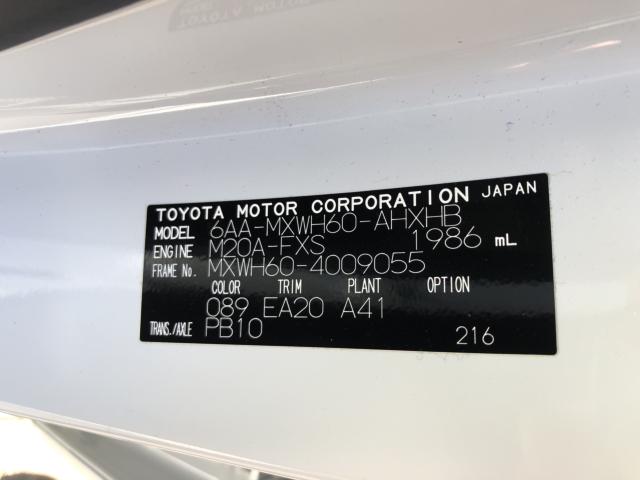 TOYOTA MOTOR CORPORATION JAPAN
MODEL 6AA-MXWH60-AHXHB
ENGINE M20A-FXS 1986 mL
FRAME No. MXWH60-4009055
COLOR TRIM PLANT OPTION
089 EA20 A41
TRANS./AXLE PB10 216